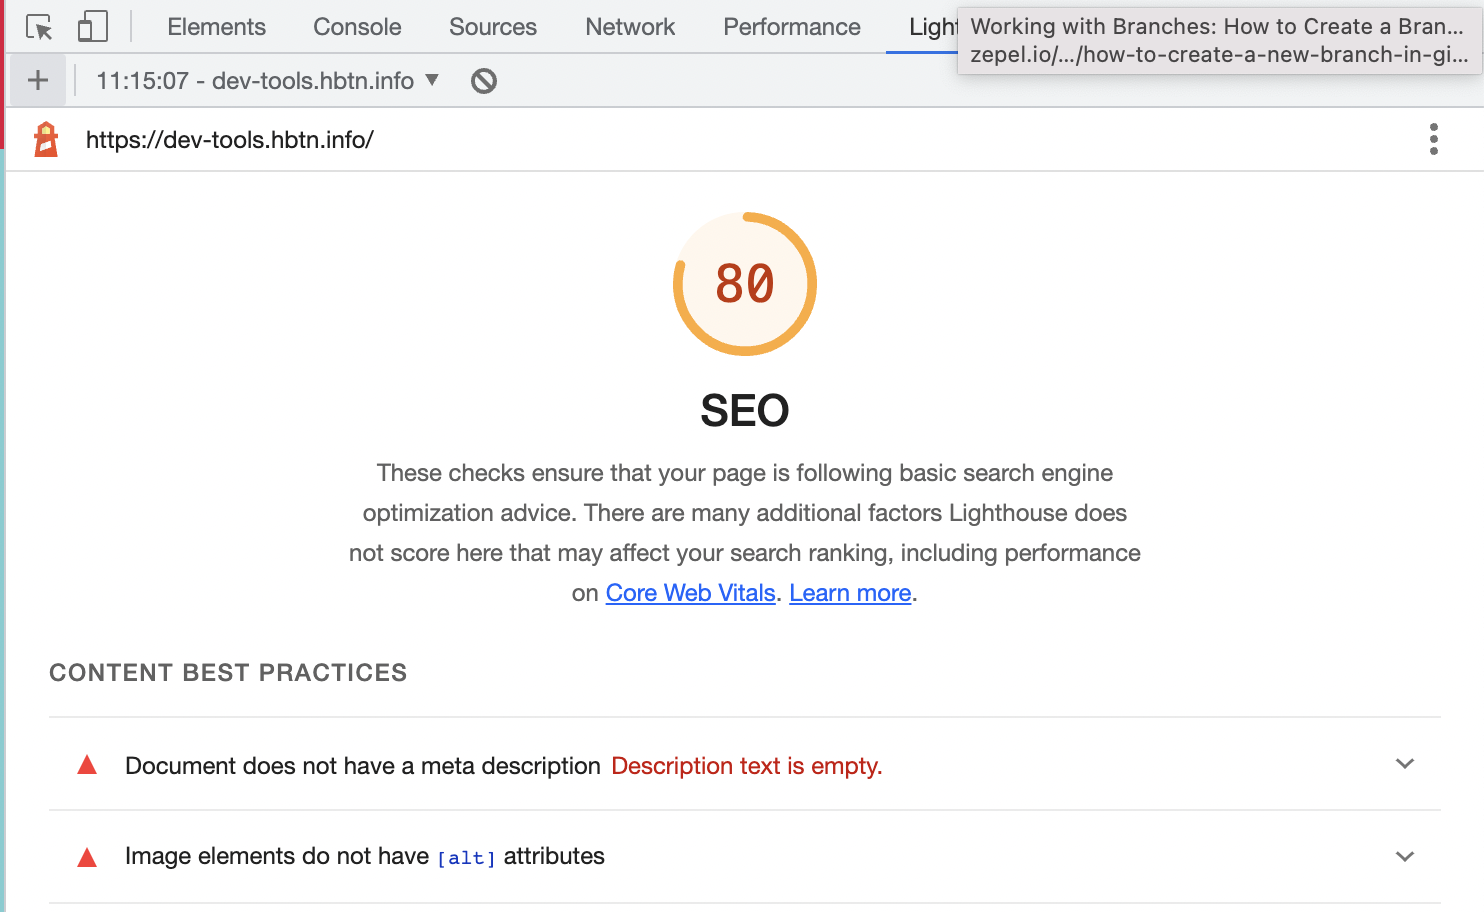 Elements Console Sources Network Performance Light
Working with Branches: How to Create a Bran...
zepel.io/.../how-to-create-a-new-branch-in-gi...
11:15:07 - dev-tools.hbtn.info
https://dev-tools.hbtn.info/
80
SEO
These checks ensure that your page is following basic search engine
optimization advice. There are many additional factors Lighthouse does
not score here that may affect your search ranking, including performance
on Core Web Vitals. Learn more.
CONTENT BEST PRACTICES
Document does not have a meta description Description text is empty.
Image elements do not have [alt] attributes